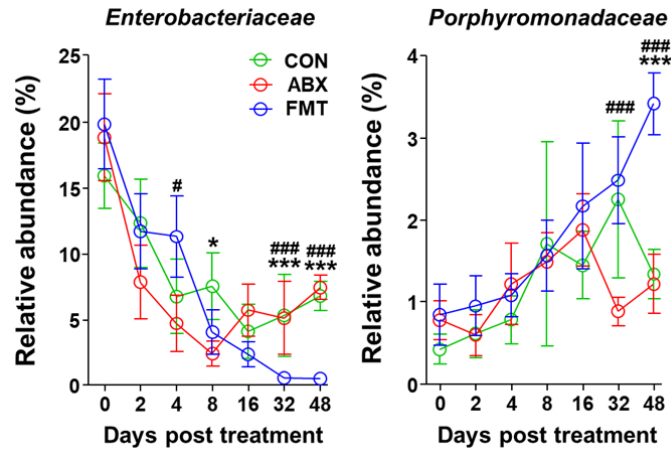 Enterobacteriaceae
Relative abundance (%)
25
20
15
10
5
0
CON
ABX
FMT
#
*
###
***
###
***
0 2 4 8 16 32 48
Days post treatment
Porphyromonadaceae
Relative abundance (%)
4
3
2
1
0
###
###
***
0 2 4 8 16 32 48
Days post treatment